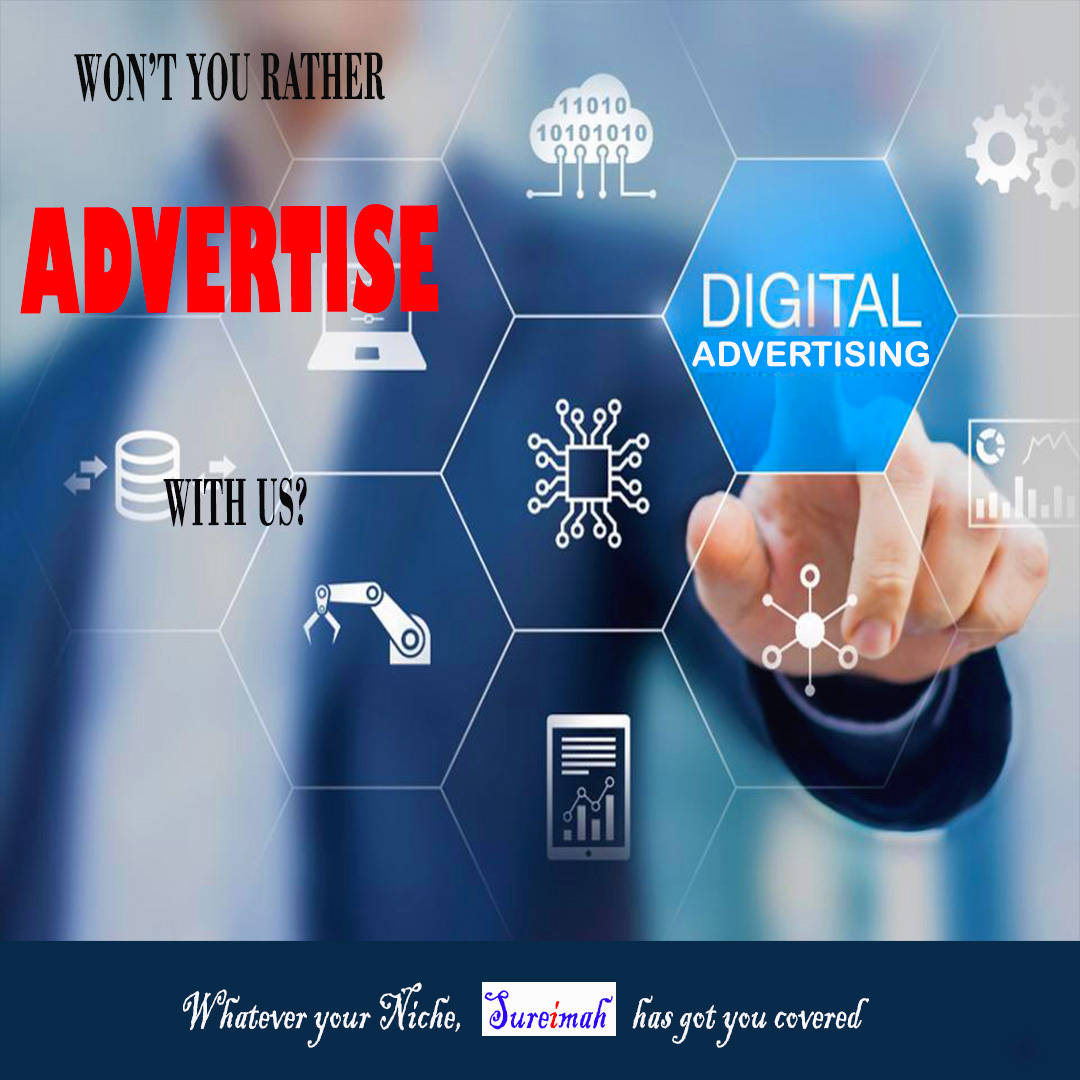 WON'T YOU RATHER
ADVERTISE
WITH US?
11010
10101010
DIGITAL
ADVERTISING
Whatever your Niche, Sureimah has got you covered